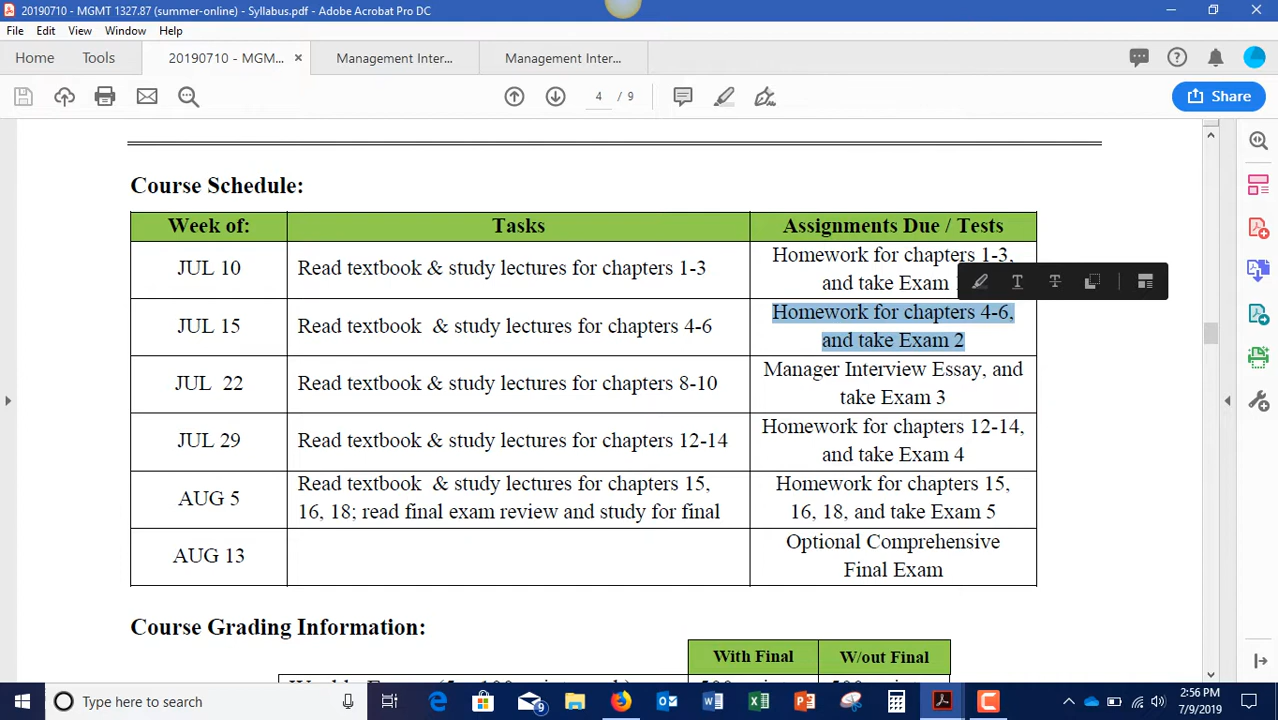 20190710 - MGMT 1327.87 (summer-online) - Syllabus.pdf - Adobe Acrobat Pro DC
File Edit View Window Help
Home Tools 20190710 - MGM... × Management Inter... Management Inter...
4 / 9 Share
Course Schedule:
Week of: Tasks Assignments Due / Tests
JUL 10 Read textbook & study lectures for chapters 1-3 Homework for chapters 1-3,
and take Exam
JUL 15 Read textbook & study lectures for chapters 4-6 Homework for chapters 4-6,
and take Exam 2
JUL 22 Read textbook & study lectures for chapters 8-10 Manager Interview Essay, and
take Exam 3
JUL 29 Read textbook & study lectures for chapters 12-14 Homework for chapters 12-14,
and take Exam 4
AUG 5 Read textbook & study lectures for chapters 15,
16, 18; read final exam review and study for final
Homework for chapters 15,
16, 18, and take Exam 5
AUG 13 Optional Comprehensive
Final Exam
Course Grading Information:
With Final W/out Final
Type here to search
9
2:56 PM
7/9/2019